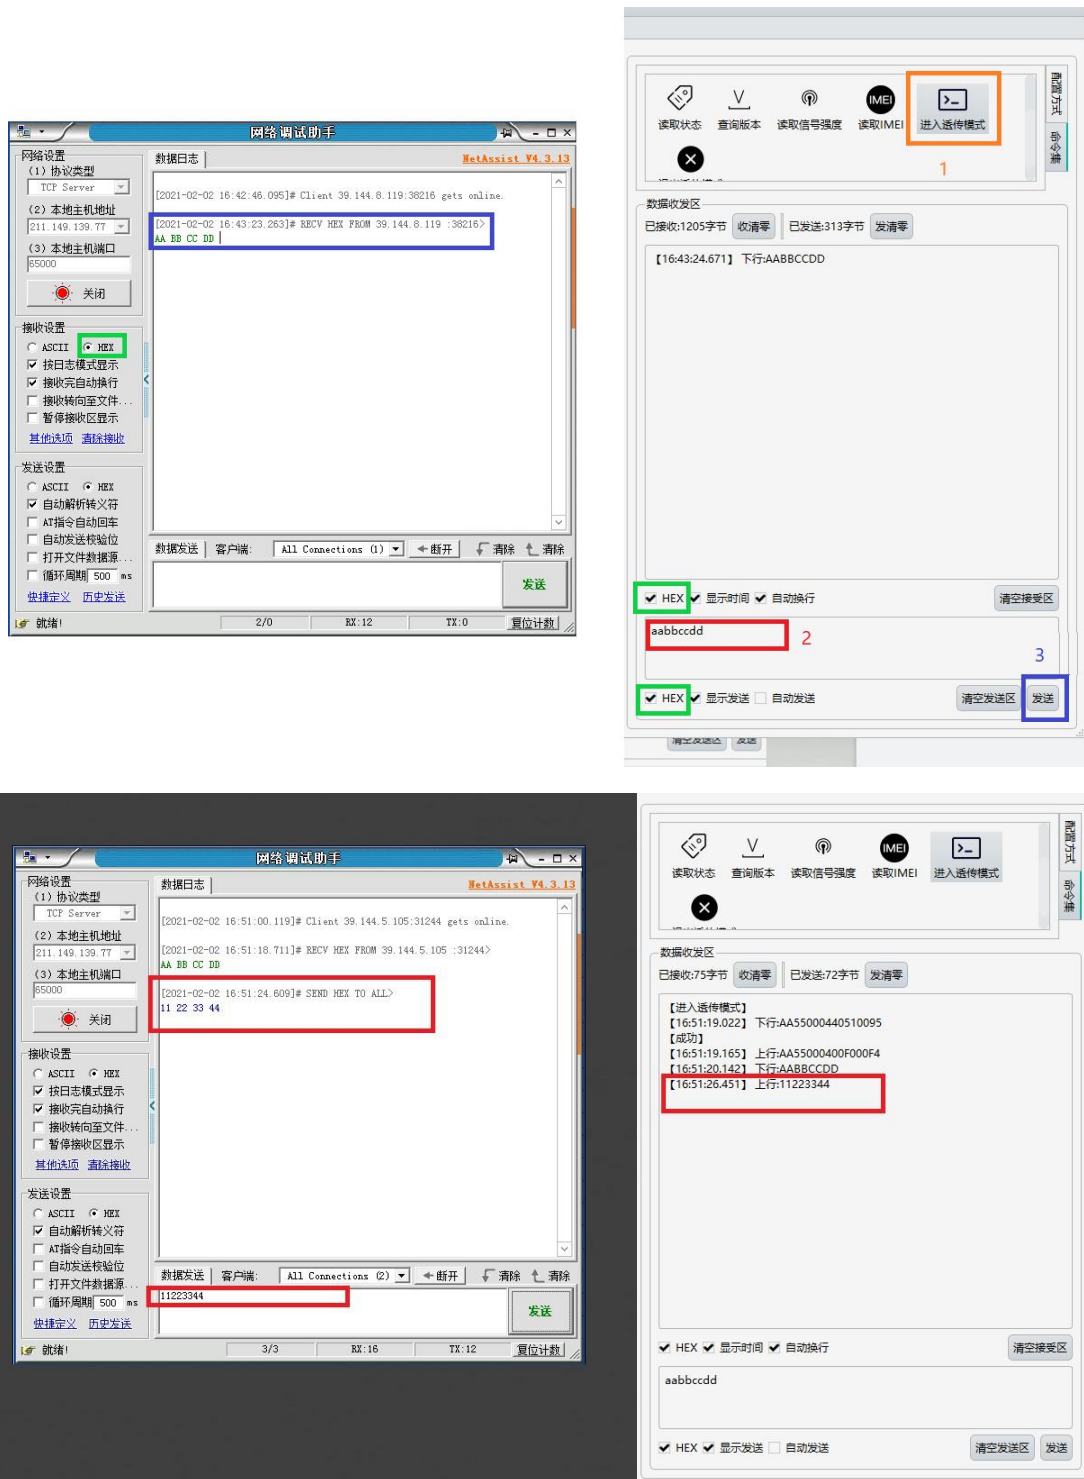 网络调试助手
网络设置
(1) 协议类型
TCP Server
(2) 本地主机地址
211.149.139.77
(3) 本地主机端口
65000
关闭
接收设置
ASCII HEX
按日志模式显示
接收完自动换行
接收转向至文件...
暂停接收区显示
其他选项 清除接收
发送设置
ASCII HEX
自动解析转义符
AT指令自动回车
自动发送校验位
打开文件数据源...
循环周期 500 ms
快捷定义 历史发送
数据日志 NetAssist V4.3.13
[2021-02-02 16:42:46.095]# Client 39.144.8.119:38216 gets online.
[2021-02-02 16:43:23.263]# RECV HEX FROM 39.144.8.119 :38216>
AA BB CC DD
数据发送 客户端: All Connections (1) 断开 清除 清除
发送
就绪! 2/0 RX:12 TX:0 复位计数
读取状态 查询版本 读取信号强度 读取IMEI 进入透传模式
IMEI
1
配置方式
命令集
数据收发区
已接收:1205字节 收清零 已发送:313字节 发清零
【16:43:24.671】 下行:AABBCCDD
HEX 显示时间 自动换行 清空接受区
aabbccdd
2
3
HEX 显示发送 自动发送 清空发送区 发送
清空发送区 发送
网络调试助手
网络设置
(1) 协议类型
TCP Server
(2) 本地主机地址
211.149.139.77
(3) 本地主机端口
65000
关闭
接收设置
ASCII HEX
按日志模式显示
接收完自动换行
接收转向至文件...
暂停接收区显示
其他选项 清除接收
发送设置
ASCII HEX
自动解析转义符
AT指令自动回车
自动发送校验位
打开文件数据源...
循环周期 500 ms
快捷定义 历史发送
数据日志 NetAssist V4.3.13
[2021-02-02 16:51:00.119]# Client 39.144.5.105:31244 gets online.
[2021-02-02 16:51:18.711]# RECV HEX FROM 39.144.5.105 :31244>
AA BB CC DD
[2021-02-02 16:51:24.609]# SEND HEX TO ALL>
11 22 33 44
数据发送 客户端: All Connections (2) 断开 清除 清除
11223344
发送
就绪! 3/3 RX:16 TX:12 复位计数
IMEI
读取状态 查询版本 读取信号强度 读取IMEI 进入透传模式
配置方式
命令集
数据收发区
已接收:75字节 收清零 已发送:72字节 发清零
【进入透传模式】
【16:51:19.022】 下行:AA55000440510095
【成功】
【16:51:19.165】 上行:AA55000400F000F4
【16:51:20.142】 下行:AABBCCDD
【16:51:26.451】 上行:11223344
HEX 显示时间 自动换行 清空接受区
aabbccdd
HEX 显示发送 自动发送 清空发送区 发送